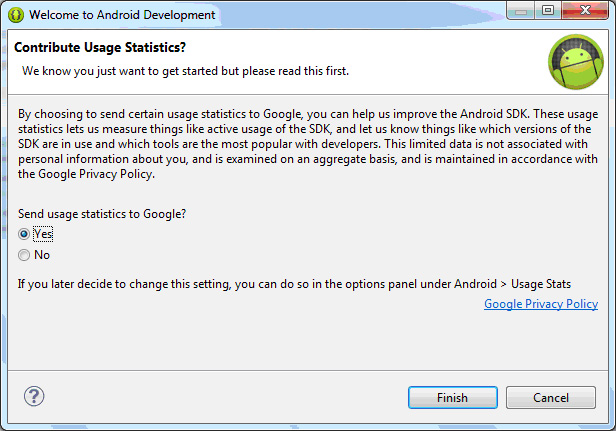 Welcome to Android Development
Contribute Usage Statistics?
We know you just want to get started but please read this first.
By choosing to send certain usage statistics to Google, you can help us improve the Android SDK. These usage
statistics lets us measure things like active usage of the SDK, and let us know things like which versions of the
SDK are in use and which tools are the most popular with developers. This limited data is not associated with
personal information about you, and is examined on an aggregate basis, and is maintained in accordance with
the Google Privacy Policy.
Send usage statistics to Google?
Yes
No
If you later decide to change this setting, you can do so in the options panel under Android > Usage Stats
Google Privacy Policy
?
Finish
Cancel